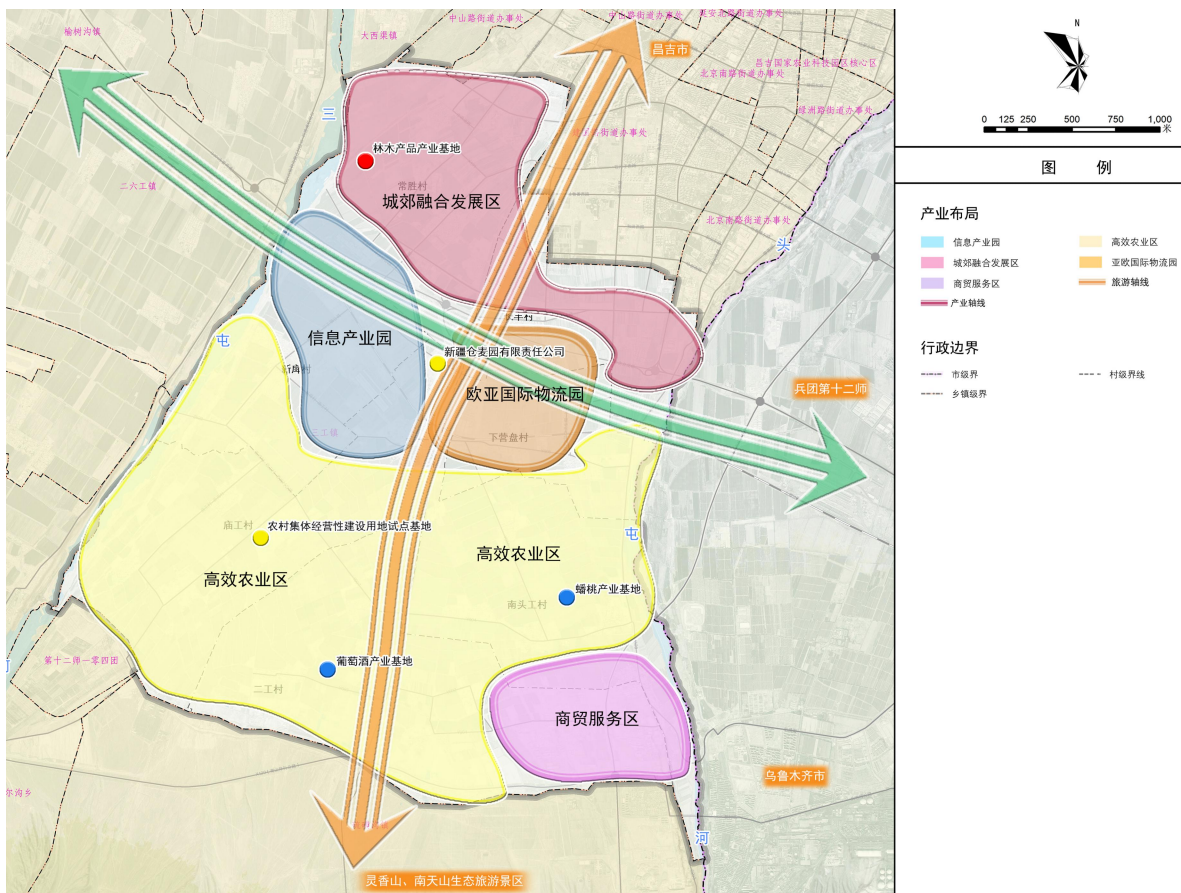 中山路街道办事处
中山路街道办事处
延安北路街道办事处
榆树沟镇
大西渠镇
昌吉市
昌吉国家农业科技园区核心区
北京南路街道办事处
绿洲路街道办事处
三
街道办事处
林木产品产业基地
二六工镇
常胜村
城郊融合发展区
北京南路街道办事处
头
信息产业园
屯
新疆仓麦园有限责任公司
欧亚国际物流园
兵团第十二师
三工镇
下营盘村
农村集体经营性建设用地试点基地
庙工村
屯
高效农业区
高效农业区
蟠桃产业基地
南头工村
第十二师一零四团
葡萄酒产业基地
二工村
河
商贸服务区
乌鲁木齐市
尔沟乡
河
灵香山、南天山生态旅游景区
N
0 125 250 500 750 1,000
米
图 例
产业布局
信息产业园
高效农业区
城郊融合发展区
亚欧国际物流园
商贸服务区
旅游轴线
产业轴线
行政边界
市级界
村级界线
乡镇级界